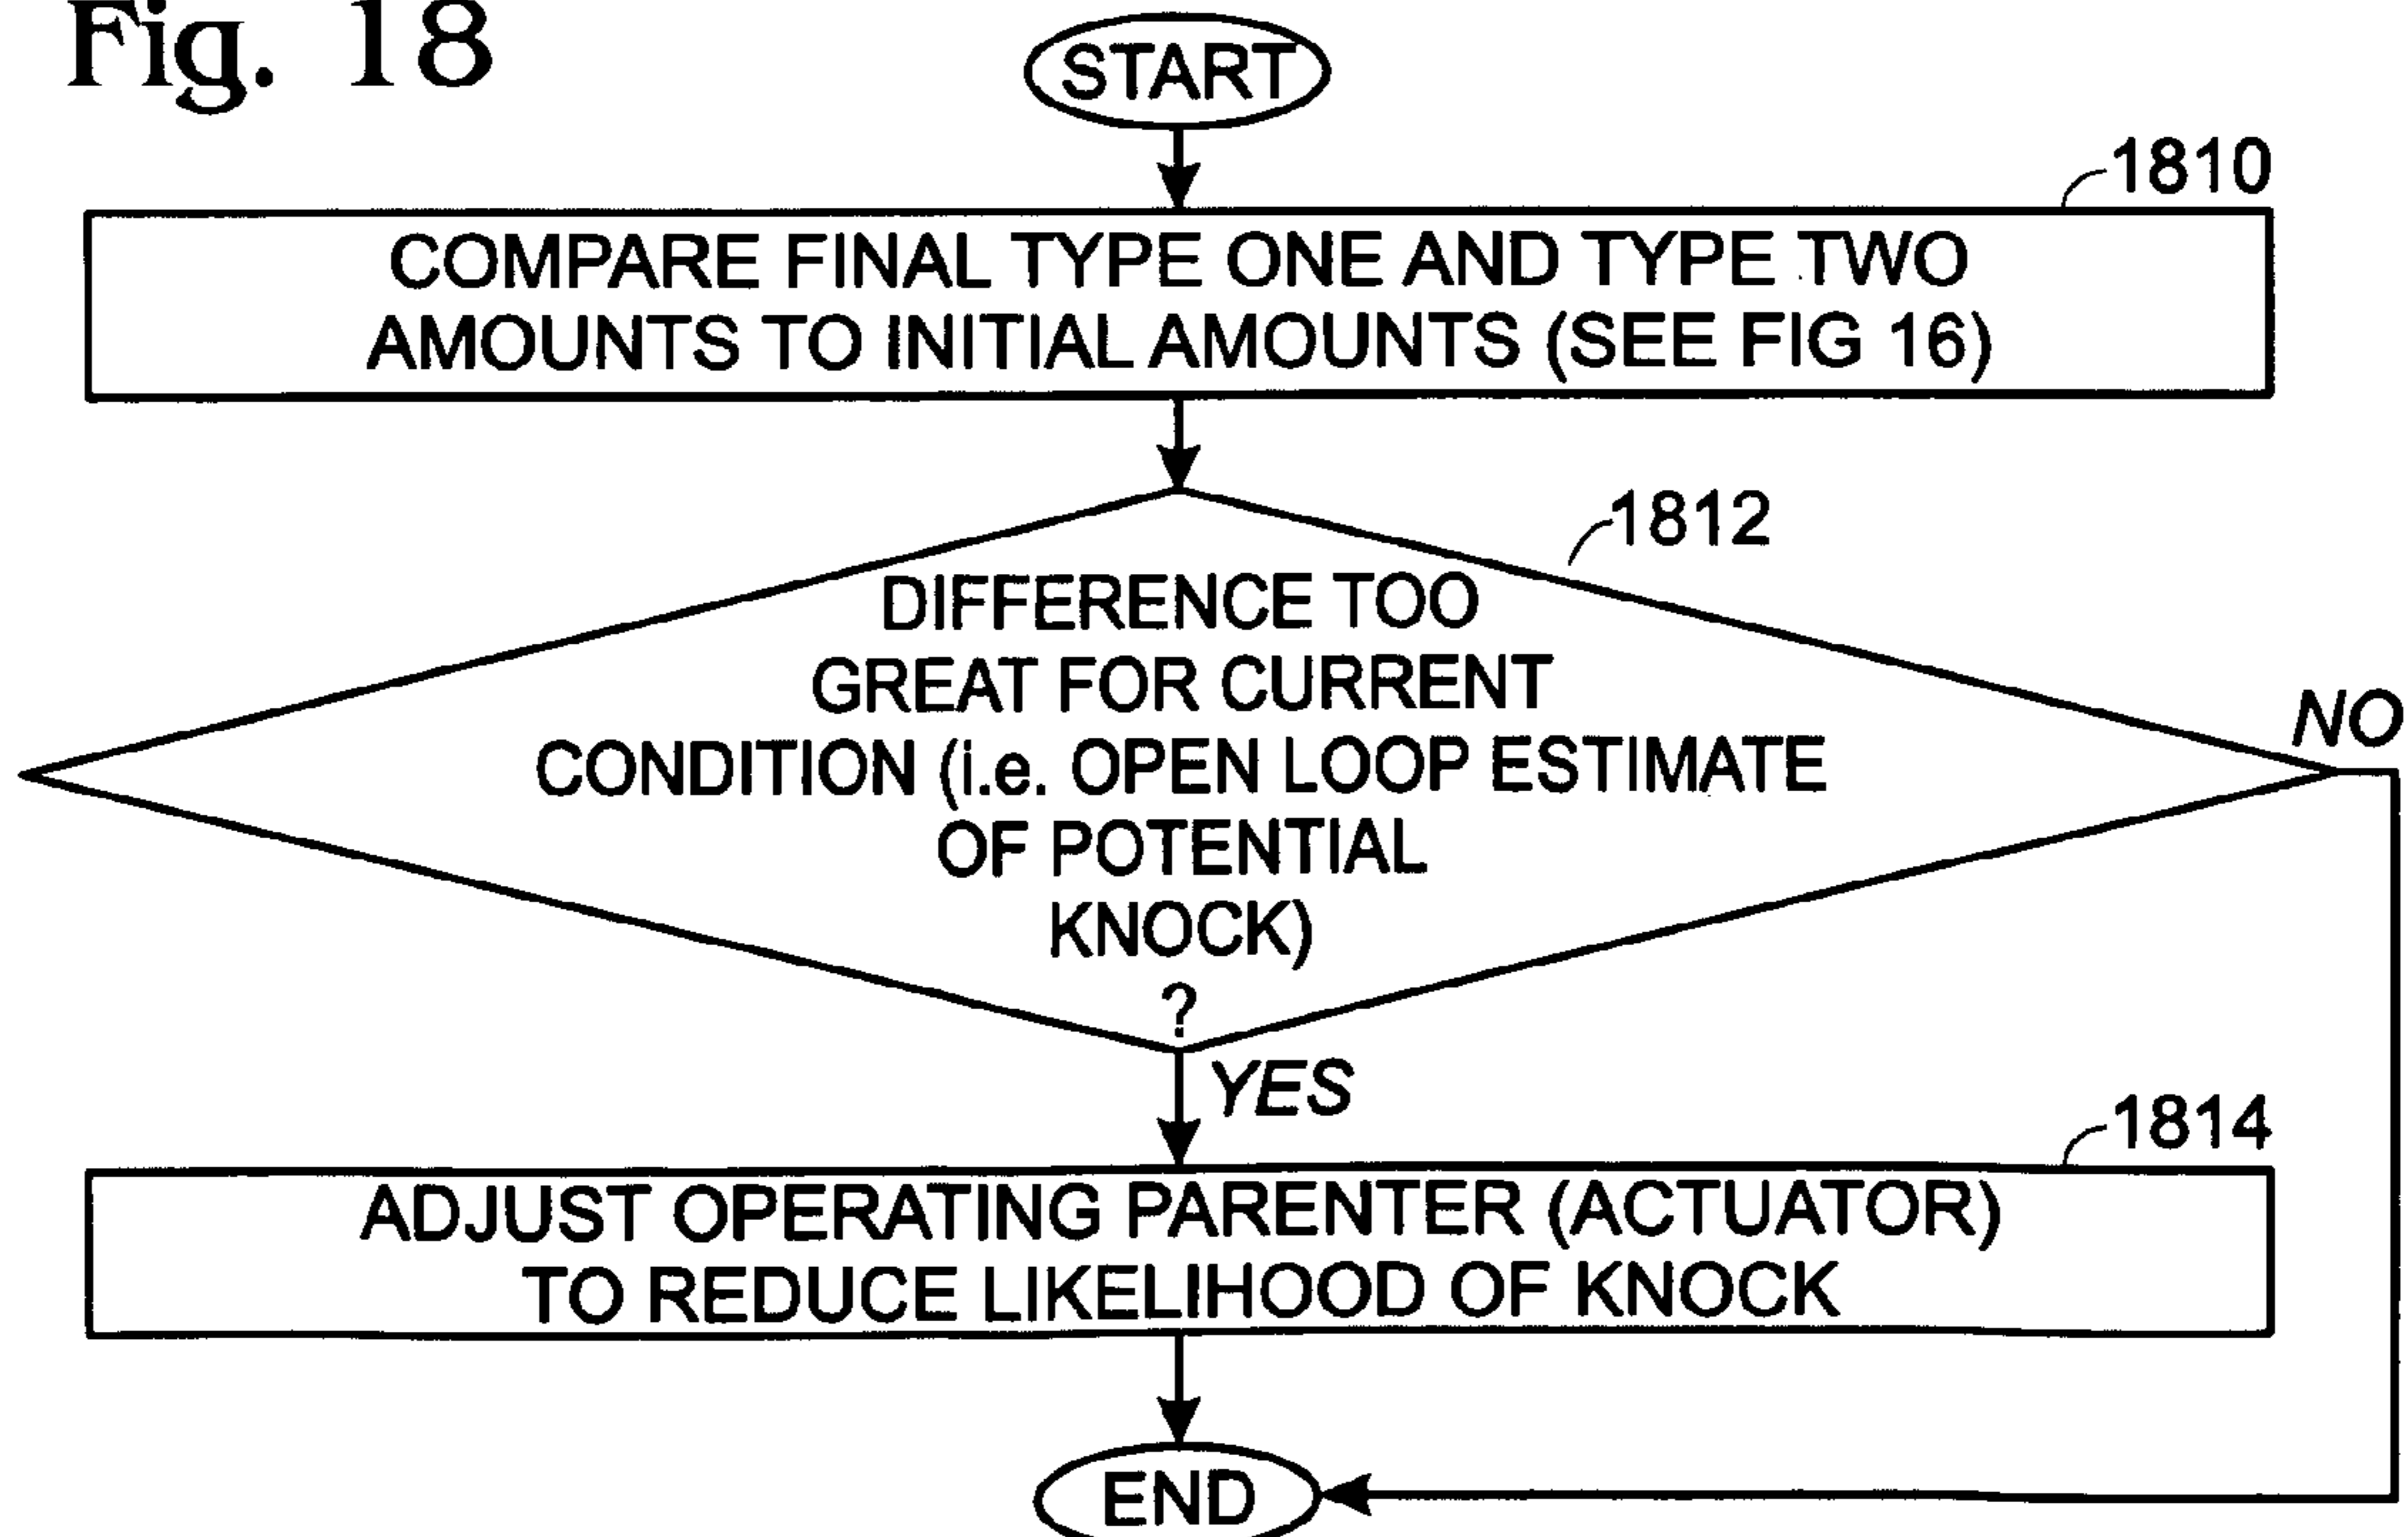 Fig. 18
START
1810
COMPARE FINAL TYPE ONE AND TYPE TWO
AMOUNTS TO INITIAL AMOUNTS (SEE FIG 16)
1812
DIFFERENCE TOO
GREAT FOR CURRENT
CONDITION (i.e. OPEN LOOP ESTIMATE
OF POTENTIAL
KNOCK)
?
NO
YES
1814
ADJUST OPERATING PARENTER (ACTUATOR)
TO REDUCE LIKELIHOOD OF KNOCK
END